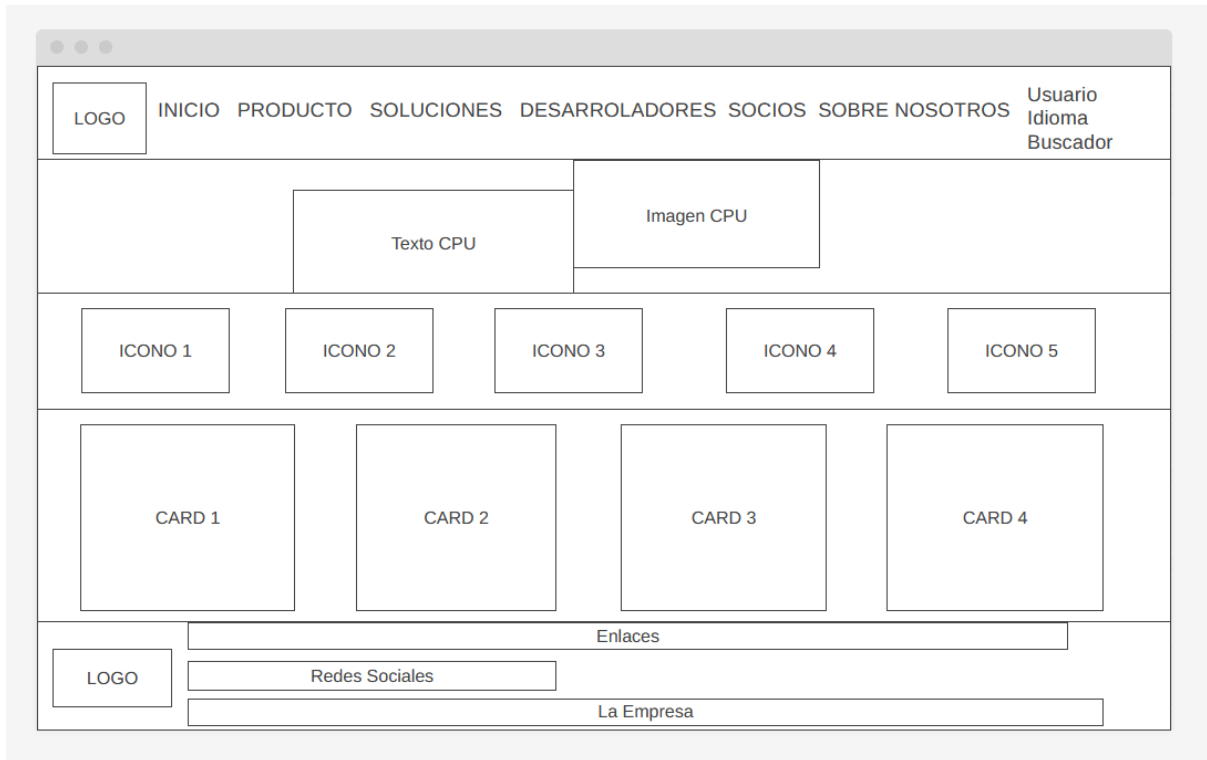 LOGO INICIO PRODUCTO SOLUCIONES DESARROLADORES SOCIOS SOBRE NOSOTROS
Usuario
Idioma
Buscador
Texto CPU
Imagen CPU
ICONO 1 ICONO 2 ICONO 3 ICONO 4 ICONO 5
CARD 1 CARD 2 CARD 3 CARD 4
LOGO
Enlaces
Redes Sociales
La Empresa